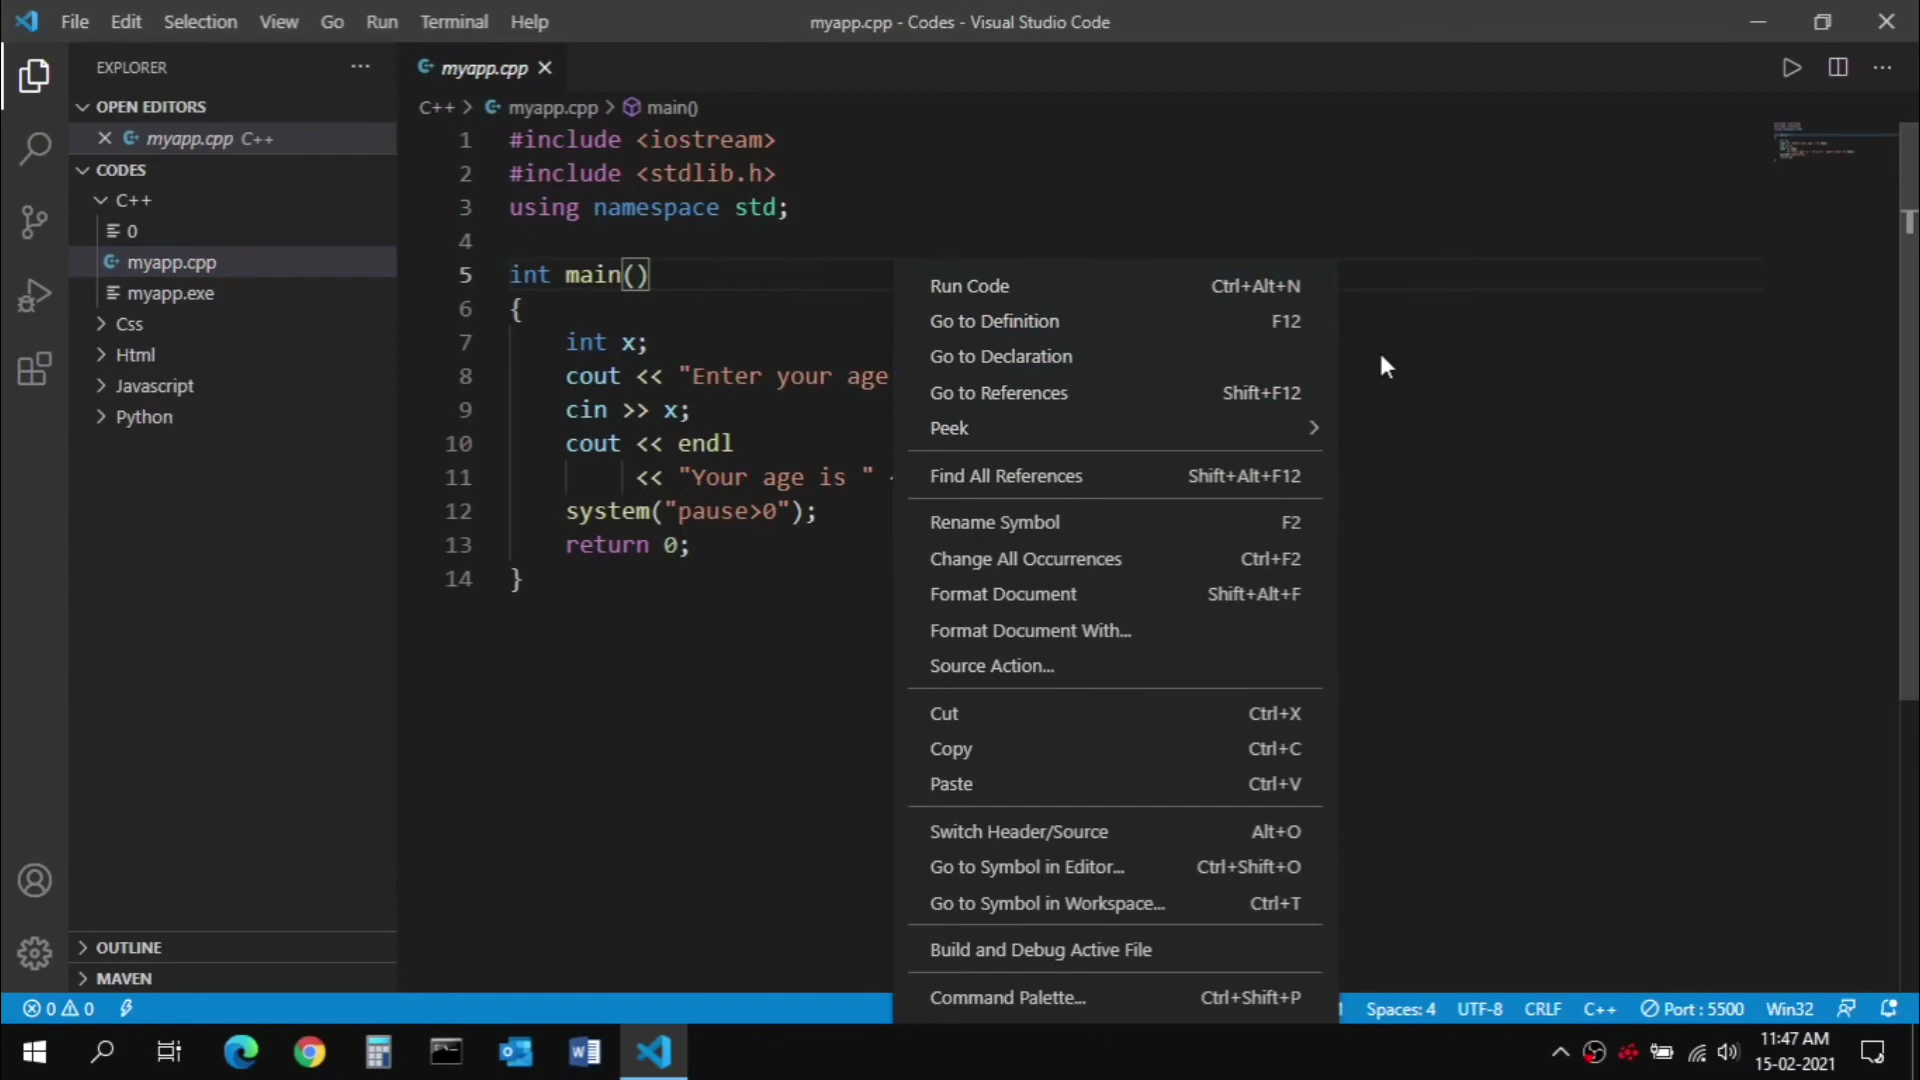 File Edit Selection View Go Run Terminal Help
myapp.cpp - Codes - Visual Studio Code
EXPLORER
OPEN EDITORS
myapp.cpp C++
CODES
C++
0
myapp.cpp
myapp.exe
Css
Html
Javascript
Python
OUTLINE
MAVEN
myapp.cpp
C++ > myapp.cpp > main()
1 #include <iostream>
2 #include <stdlib.h>
3 using namespace std;
4
5 int main()
6 {
7 int x;
8 cout << "Enter your age
9 cin >> x;
10 cout << endl
11 << "Your age is "
12 system("pause>0");
13 return 0;
14 }
Run Code Ctrl+Alt+N
Go to Definition F12
Go to Declaration
Go to References Shift+F12
Peek
Find All References Shift+Alt+F12
Rename Symbol F2
Change All Occurrences Ctrl+F2
Format Document Shift+Alt+F
Format Document With...
Source Action...
Cut Ctrl+X
Copy Ctrl+C
Paste Ctrl+V
Switch Header/Source Alt+O
Go to Symbol in Editor... Ctrl+Shift+O
Go to Symbol in Workspace... Ctrl+T
Build and Debug Active File
Command Palette... Ctrl+Shift+P
0 0
Spaces: 4 UTF-8 CRLF C++ Port : 5500 Win32
11:47 AM
15-02-2021